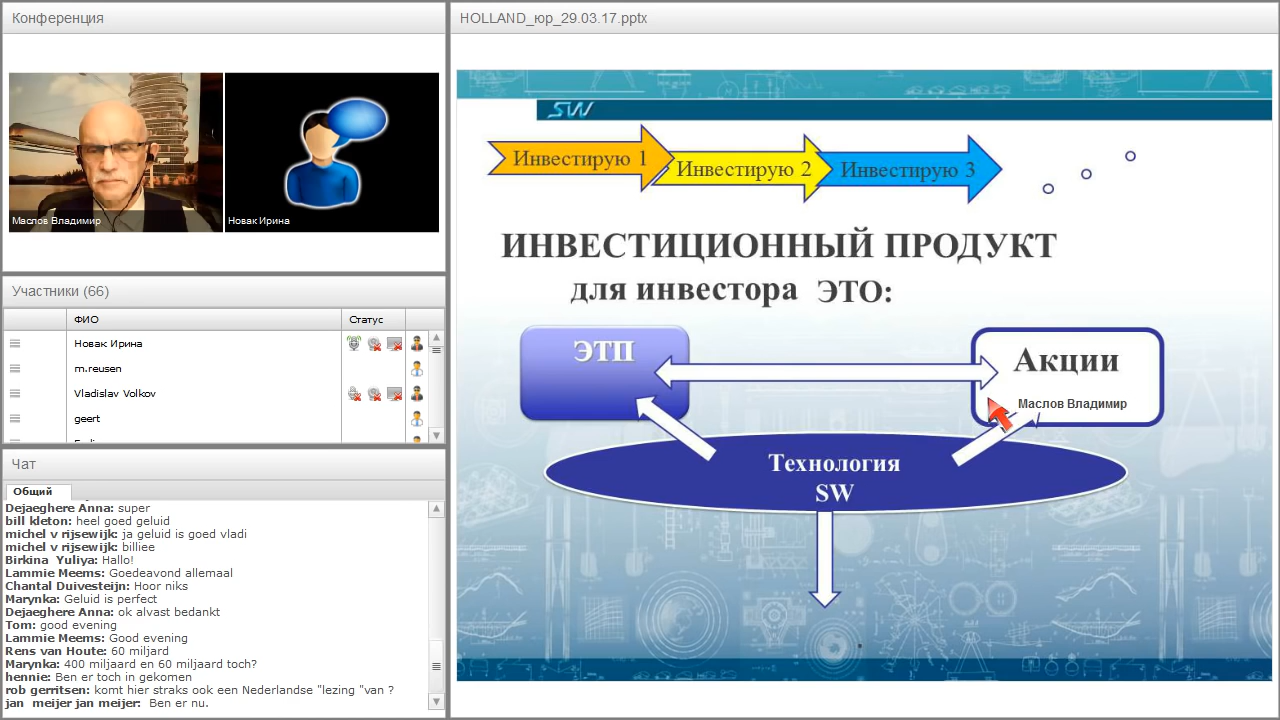 Конференция
Маслов Владимир
Новак Ирина
Участники (66)
ФИО
Статус
Новак Ирина
m.reusen
Vladislav Volkov
geert
Чат
Общий
Dejaeghere Anna: super
bill kleton: heel goed geluid
michel v rijsewijk: ja geluid is goed vladi
michel v rijsewijk: billiee
Birkina Yuliya: Hallo!
Lammie Meems: Goedeavond allemaal
Chantal Duivesteijn: Hoor niks
Marynka: Geluid is perfect
Dejaeghere Anna: ok alvast bedankt
Tom: good evening
Lammie Meems: Good evening
Rens van Houte: 60 miljard
Marynka: 400 miljaard en 60 miljaard toch?
hennie: Ben er toch in gekomen
rob gerritsen: komt hier straks ook een Nederlandse "lezing "van ?
jan meijer jan meijer: Ben er nu.
HOLLAND_юр_29.03.17.pptx
SW
Инвестирую 1
Инвестирую 2
Инвестирую 3
ИНВЕСТИЦИОННЫЙ ПРОДУКТ
для инвестора ЭТО:
ЭТП
Акции
Маслов Владимир
Технология
SW